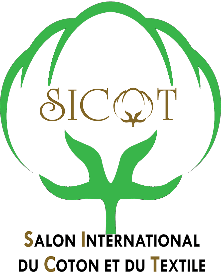 SICOT
SALON INTERNATIONAL
DU COTON ET DU TEXTILE